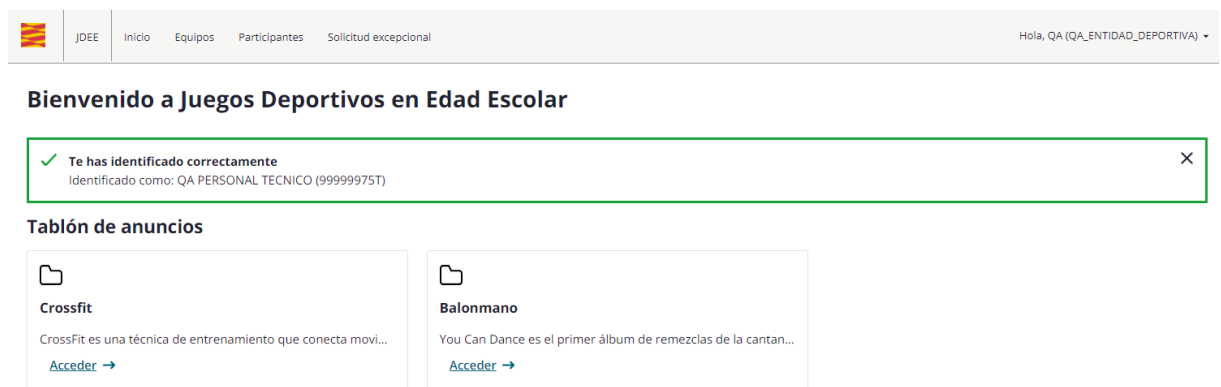 JDEE Inicio Equipos Participantes Solicitud excepcional Hola, QA (QA_ENTIDAD_DEPORTIVA)
Bienvenido a Juegos Deportivos en Edad Escolar
Te has identificado correctamente
Identificado como: QA PERSONAL TECNICO (99999975T)
Tablón de anuncios
Crossfit
CrossFit es una técnica de entrenamiento que conecta movi...
Acceder →
Balonmano
You Can Dance es el primer álbum de remezclas de la cantan...
Acceder →